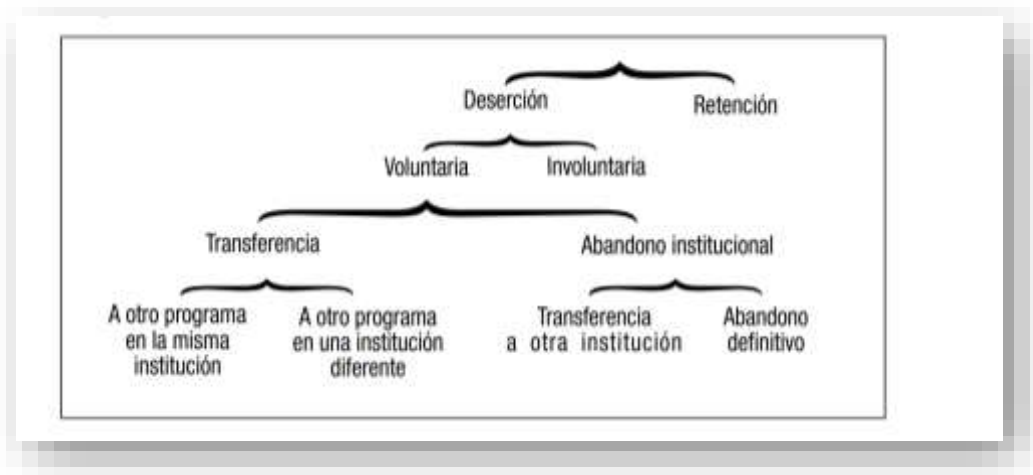 Deserción
Retención
Voluntaria
Involuntaria
Transferencia
Abandono institucional
A otro programa
en la misma
institución
A otro programa
en una institución
diferente
Transferencia
a otra institución
Abandono
definitivo